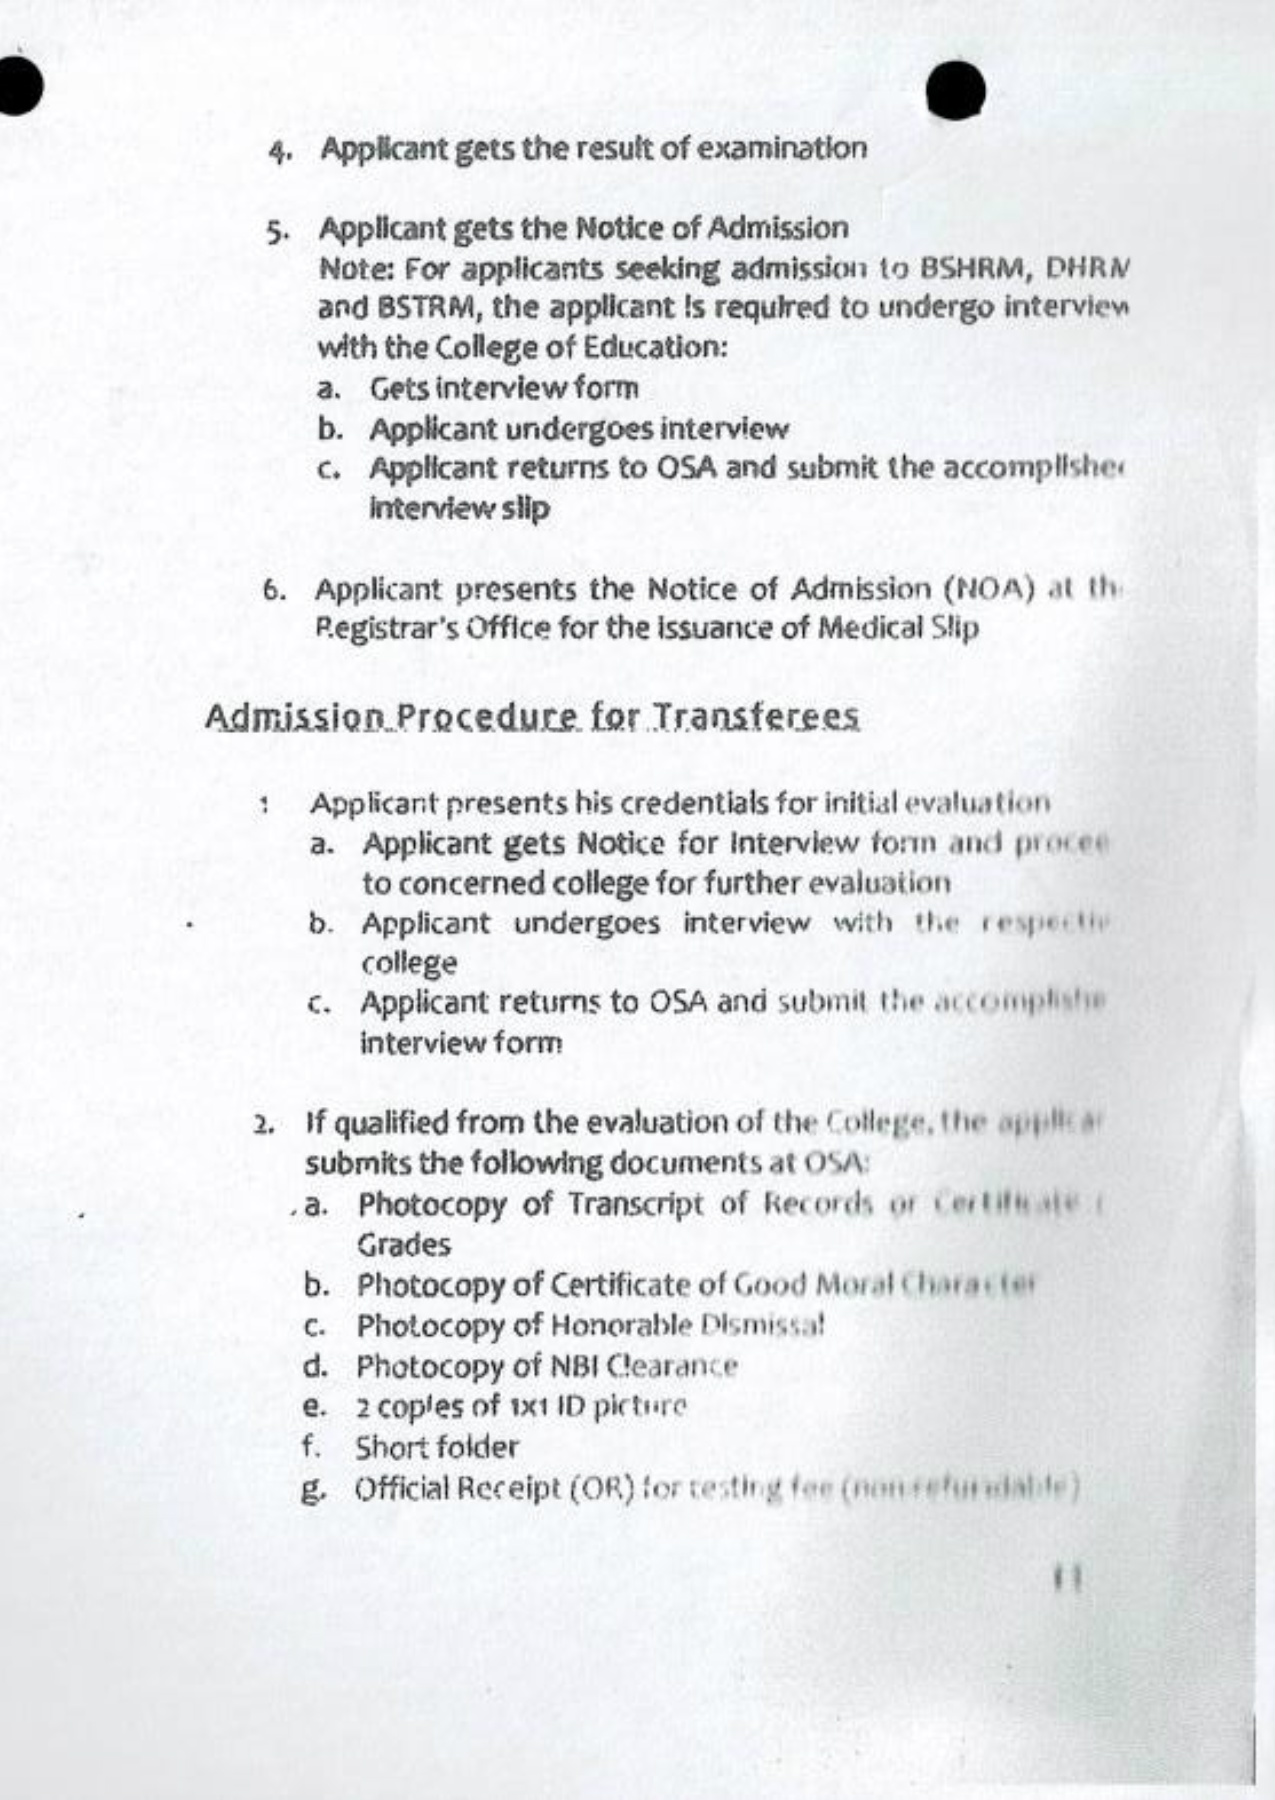 4. Applicant gets the result of examination
5. Applicant gets the Notice of Admission
Note: For applicants seeking admission to BSHRM, DHRM
and BSTRM, the applicant is required to undergo interview
with the College of Education:
a. Gets interview form
b. Applicant undergoes interview
c. Applicant returns to OSA and submit the accomplishe
interview slip
6. Applicant presents the Notice of Admission (NOA) at th
Registrar's Office for the issuance of Medical Slip
Admission Procedure for Transferees
1 Applicant presents his credentials for initial evaluation
a. Applicant gets Notice for Interview form and procee
to concerned college for further evaluation
b. Applicant undergoes interview with the respectiv
college
c. Applicant returns to OSA and submit the accomplishe
interview form
2. If qualified from the evaluation of the College, the applica
submits the following documents at OSA:
a. Photocopy of Transcript of Records or Certificate
Grades
b. Photocopy of Certificate of Good Moral Character
c. Photocopy of Honorable Dismissal
d. Photocopy of NBI Clearance
e. 2 copies of 1x1 ID picture
f. Short folder
g. Official Receipt (OR) for testing fee (non refundable)
11